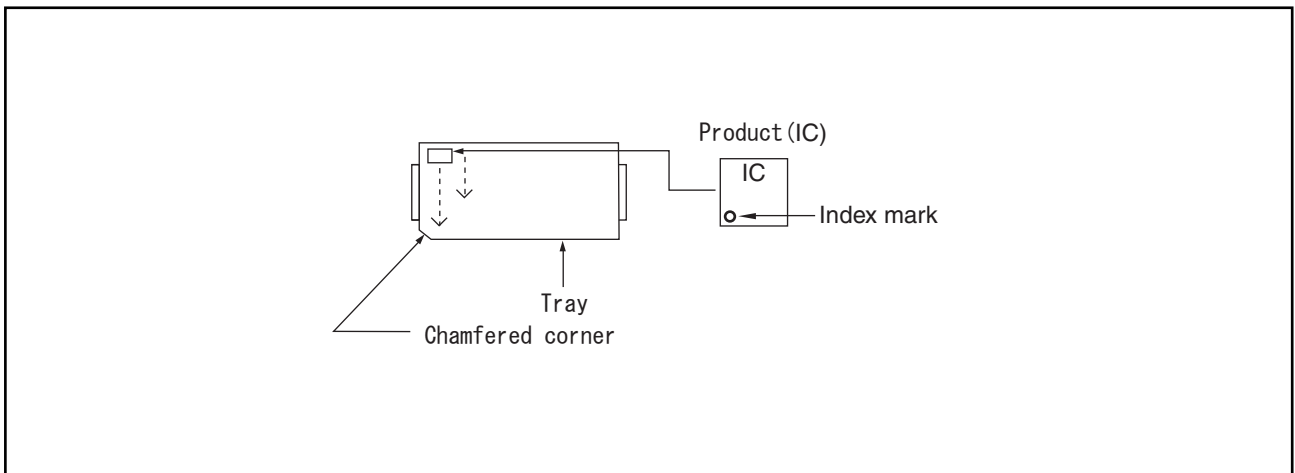 Product(IC)
IC
Index mark
Tray
Chamfered corner